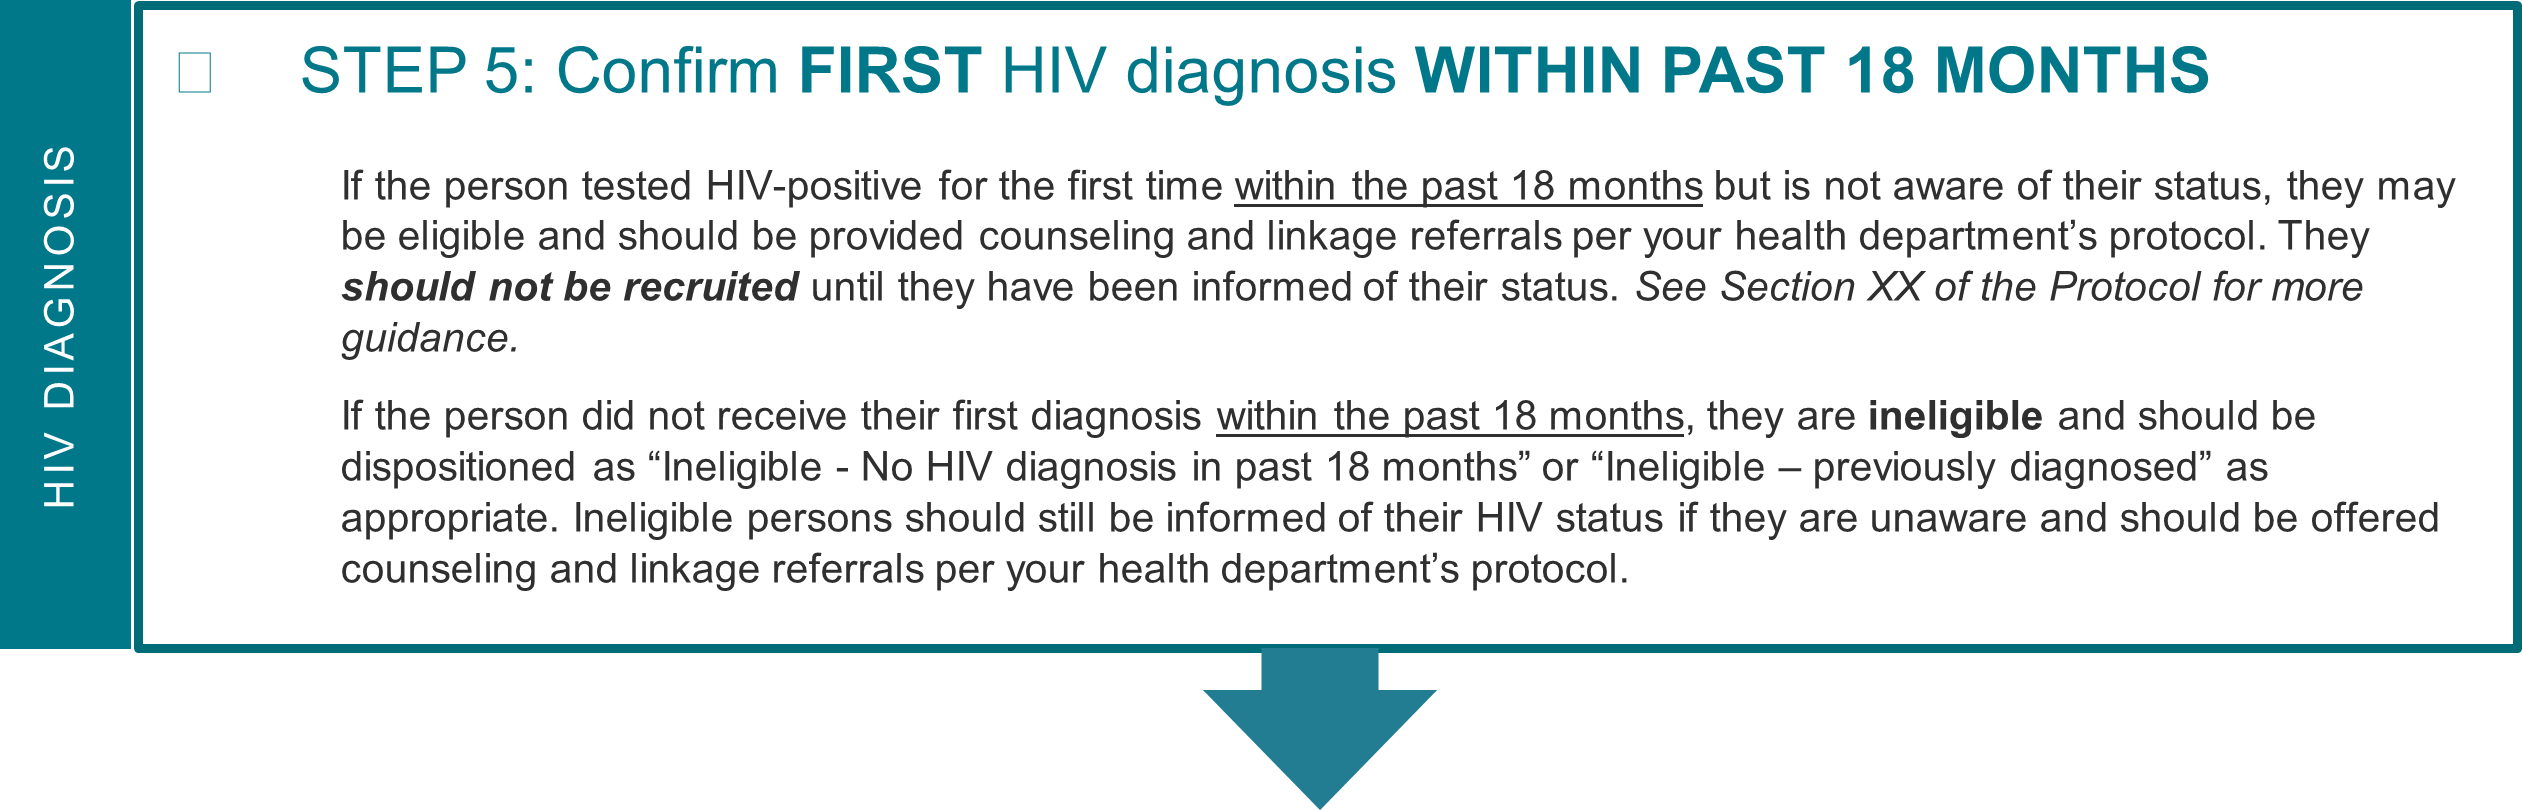 HIV DIAGNOSIS
STEP 5: Confirm FIRST HIV diagnosis WITHIN PAST 18 MONTHS
If the person tested HIV-positive for the first time within the past 18 months but is not aware of their status, they may
be eligible and should be provided counseling and linkage referrals per your health department’s protocol. They
should not be recruited until they have been informed of their status. See Section XX of the Protocol for more
guidance.
If the person did not receive their first diagnosis within the past 18 months, they are ineligible and should be
dispositioned as “Ineligible - No HIV diagnosis in past 18 months” or “Ineligible – previously diagnosed” as
appropriate. Ineligible persons should still be informed of their HIV status if they are unaware and should be offered
counseling and linkage referrals per your health department’s protocol.